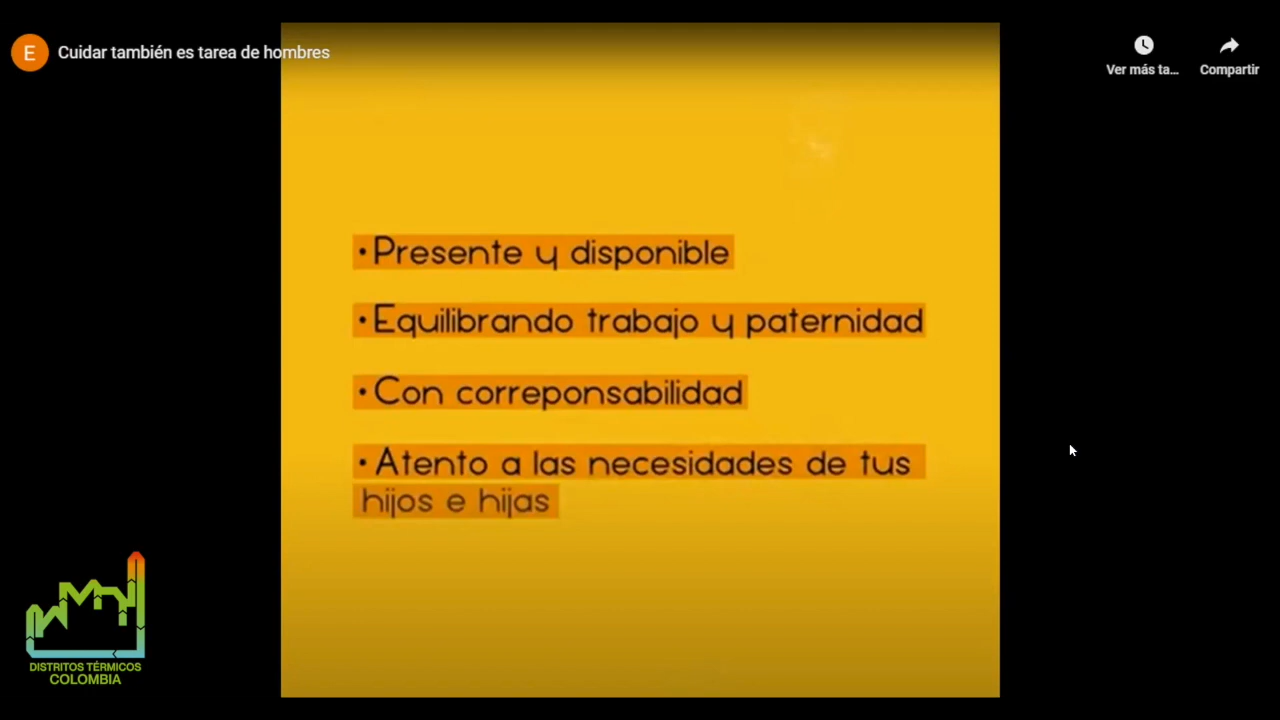 E
Cuidar también es tarea de hombres
Ver más ta...
Compartir
• Presente y disponible
• Equilibrando trabajo y paternidad
• Con correponsabilidad
• Atento a las necesidades de tus
hijos e hijas
DISTRITOS TÉRMICOS
COLOMBIA